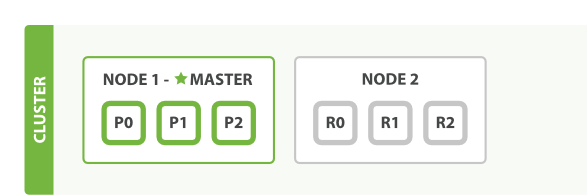 CLUSTER
NODE 1 - ★ MASTER
P0 P1 P2
NODE 2
R0 R1 R2